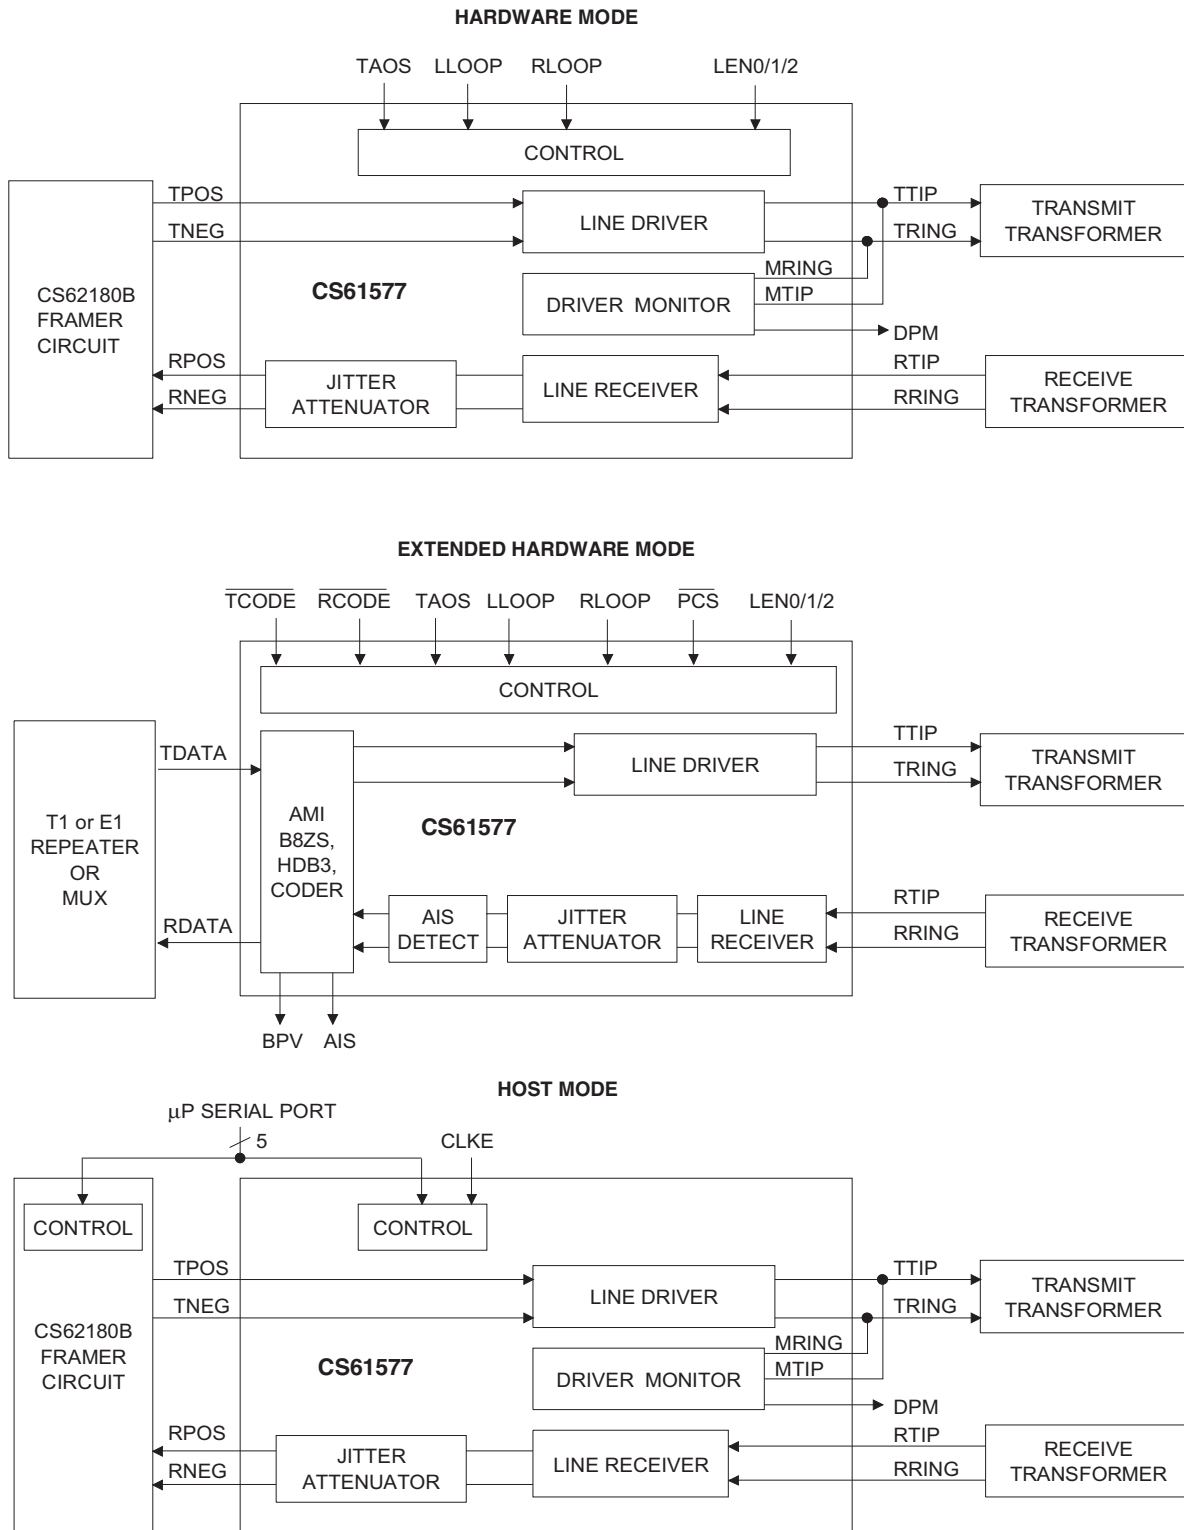 HARDWARE MODE
TAOS LLOOP RLOOP LEN0/1/2
CONTROL
TPOS
TNEG
LINE DRIVER
TTIP
TRING
TRANSMIT
TRANSFORMER
CS62180B
FRAMER
CIRCUIT
CS61577
MRING
MTIP
DRIVER MONITOR
DPM
RPOS
RNEG
JITTER
ATTENUATOR
LINE RECEIVER
RTIP
RRING
RECEIVE
TRANSFORMER
EXTENDED HARDWARE MODE
TCODE RCODE TAOS LLOOP RLOOP PCS LEN0/1/2
CONTROL
TDATA
LINE DRIVER
TTIP
TRING
TRANSMIT
TRANSFORMER
T1 or E1
REPEATER
OR
MUX
AMI
B8ZS,
HDB3,
CODER
CS61577
RDATA
AIS
DETECT
JITTER
ATTENUATOR
LINE
RECEIVER
RTIP
RRING
RECEIVE
TRANSFORMER
BPV AIS
HOST MODE
μP SERIAL PORT
5
CLKE
CONTROL
CONTROL
TPOS
TNEG
LINE DRIVER
TTIP
TRING
TRANSMIT
TRANSFORMER
CS62180B
FRAMER
CIRCUIT
CS61577
MRING
MTIP
DRIVER MONITOR
DPM
RPOS
RNEG
JITTER
ATTENUATOR
LINE RECEIVER
RTIP
RRING
RECEIVE
TRANSFORMER